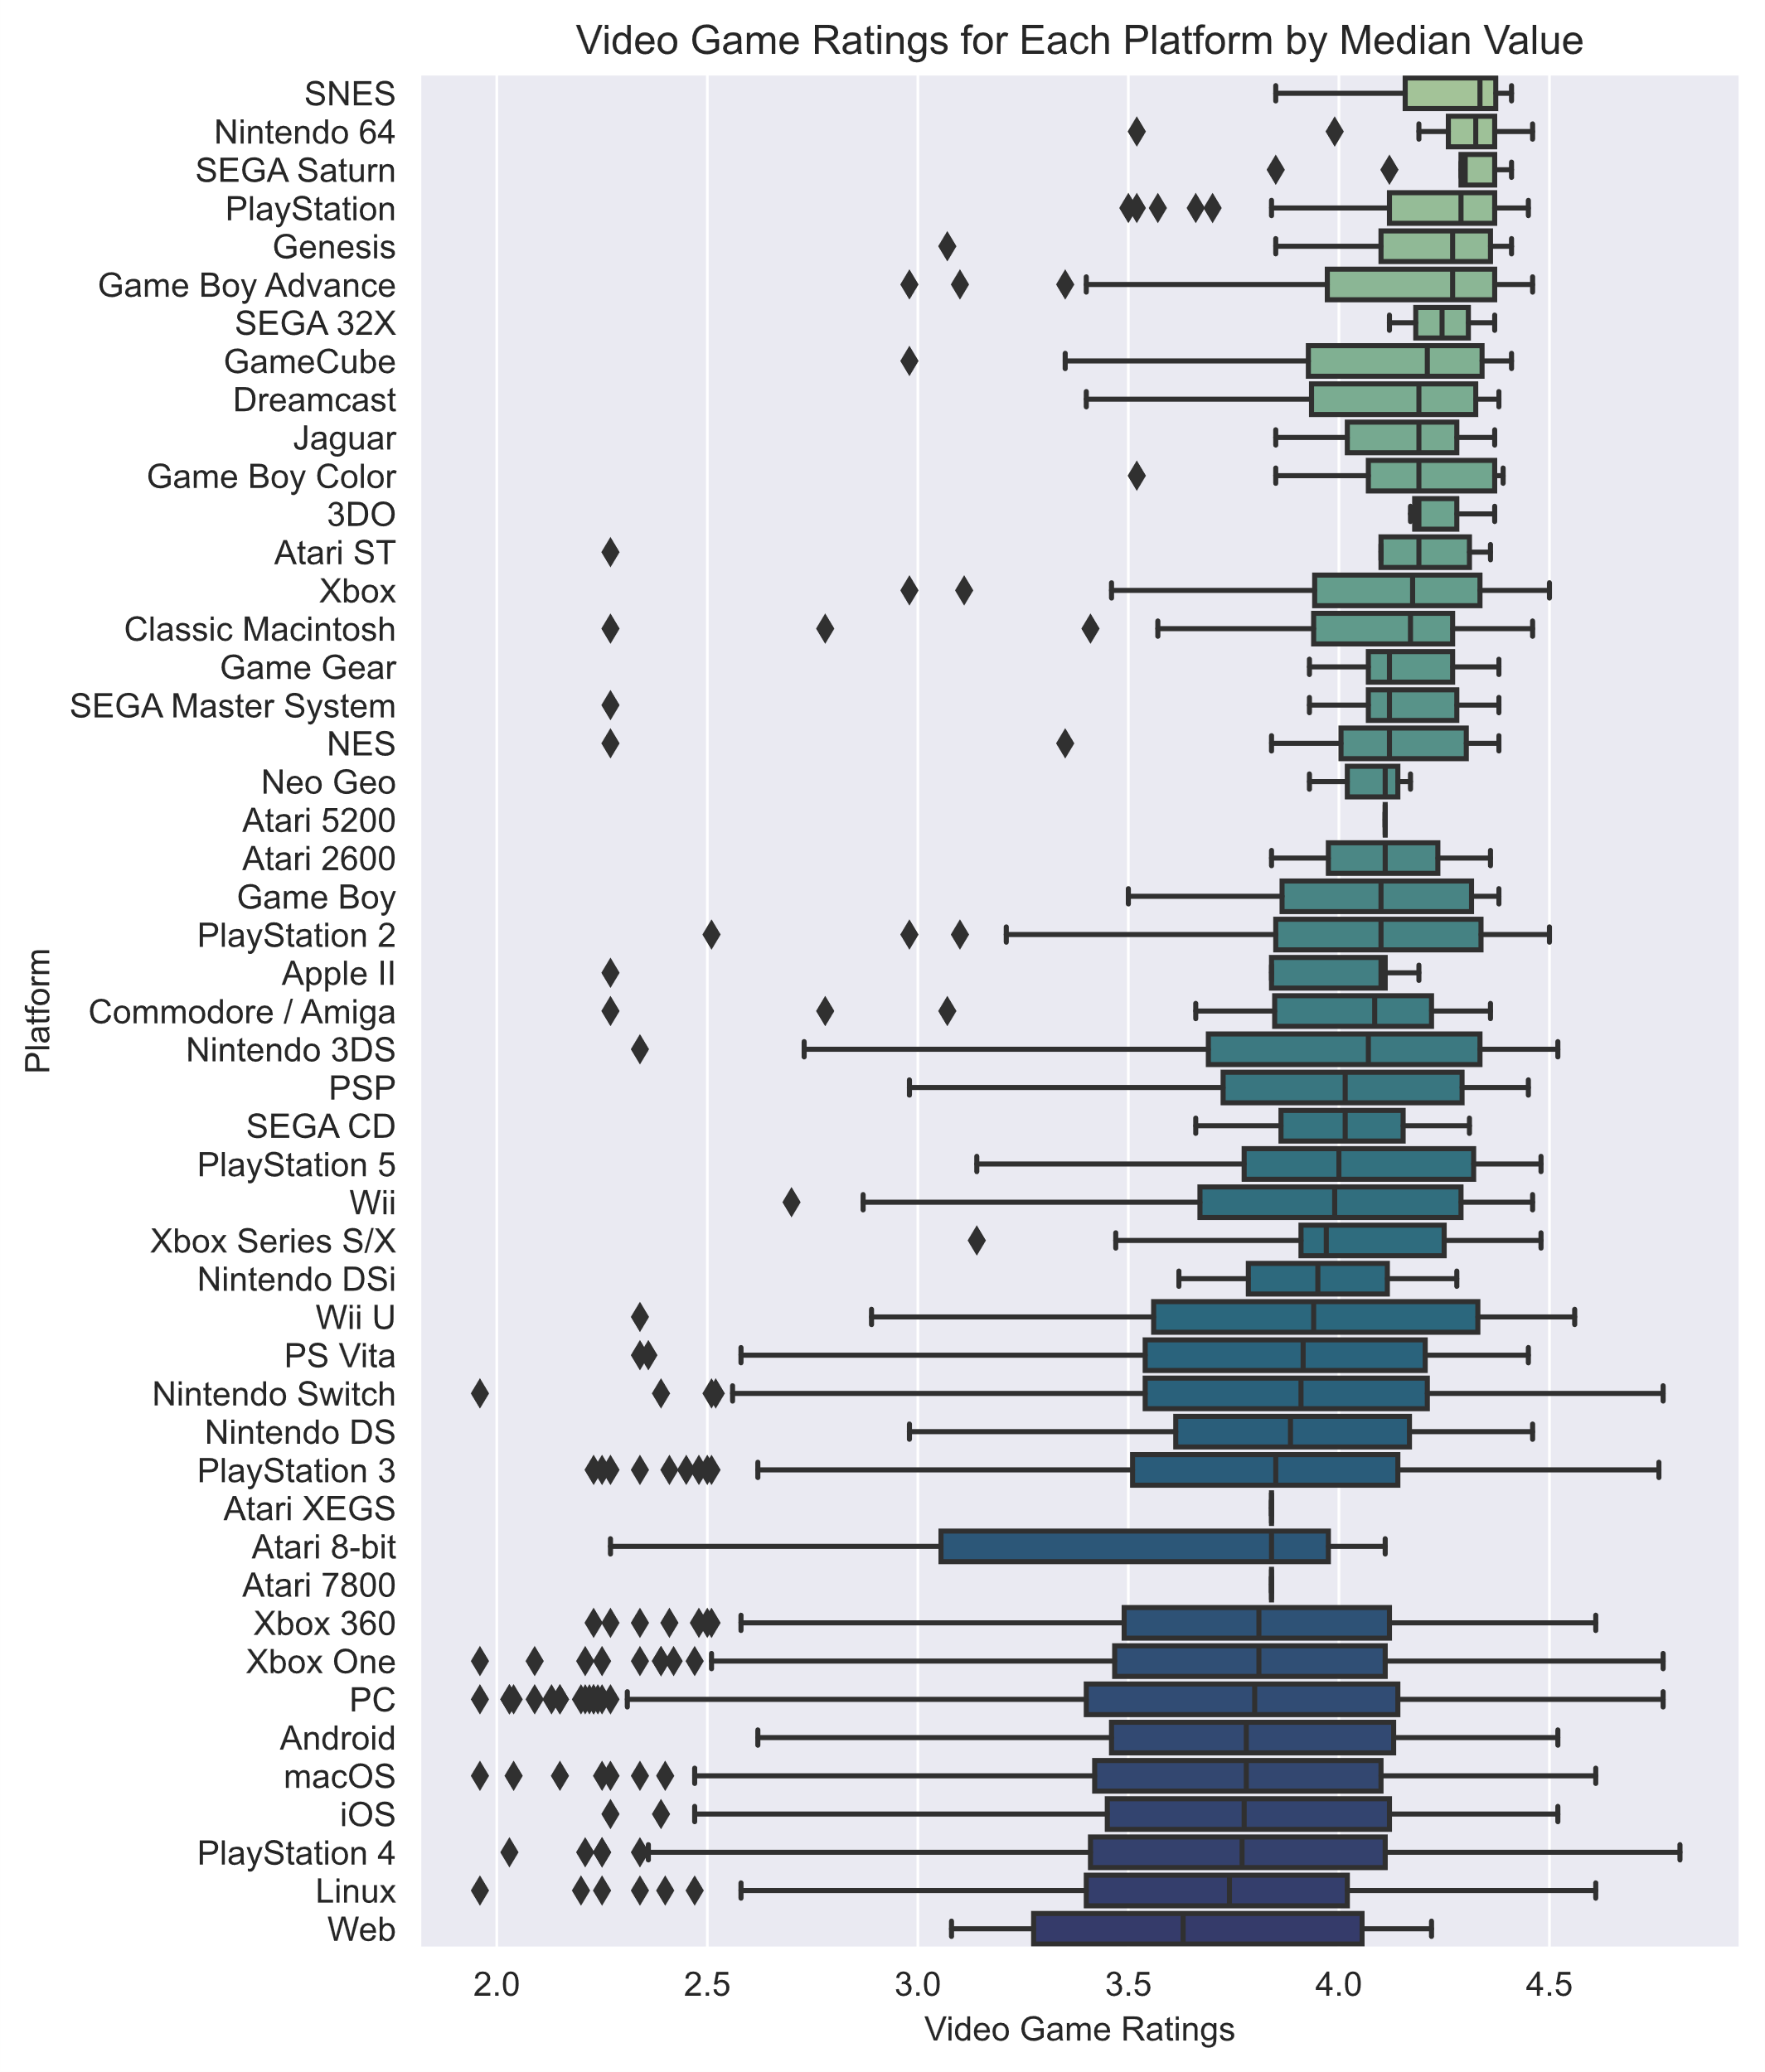 Video Game Ratings for Each Platform by Median Value
SNES
Nintendo 64
SEGA Saturn
PlayStation
Genesis
Game Boy Advance
SEGA 32X
GameCube
Dreamcast
Jaguar
Game Boy Color
3DO
Atari ST
Xbox
Classic Macintosh
Game Gear
SEGA Master System
NES
Neo Geo
Atari 5200
Atari 2600
Game Boy
PlayStation 2
Apple II
Commodore / Amiga
Nintendo 3DS
PSP
SEGA CD
PlayStation 5
Wii
Xbox Series S/X
Nintendo DSi
Wii U
PS Vita
Nintendo Switch
Nintendo DS
PlayStation 3
Atari XEGS
Atari 8-bit
Atari 7800
Xbox 360
Xbox One
PC
Android
macOS
iOS
PlayStation 4
Linux
Web
Platform
2.0 2.5 3.0 3.5 4.0 4.5
Video Game Ratings